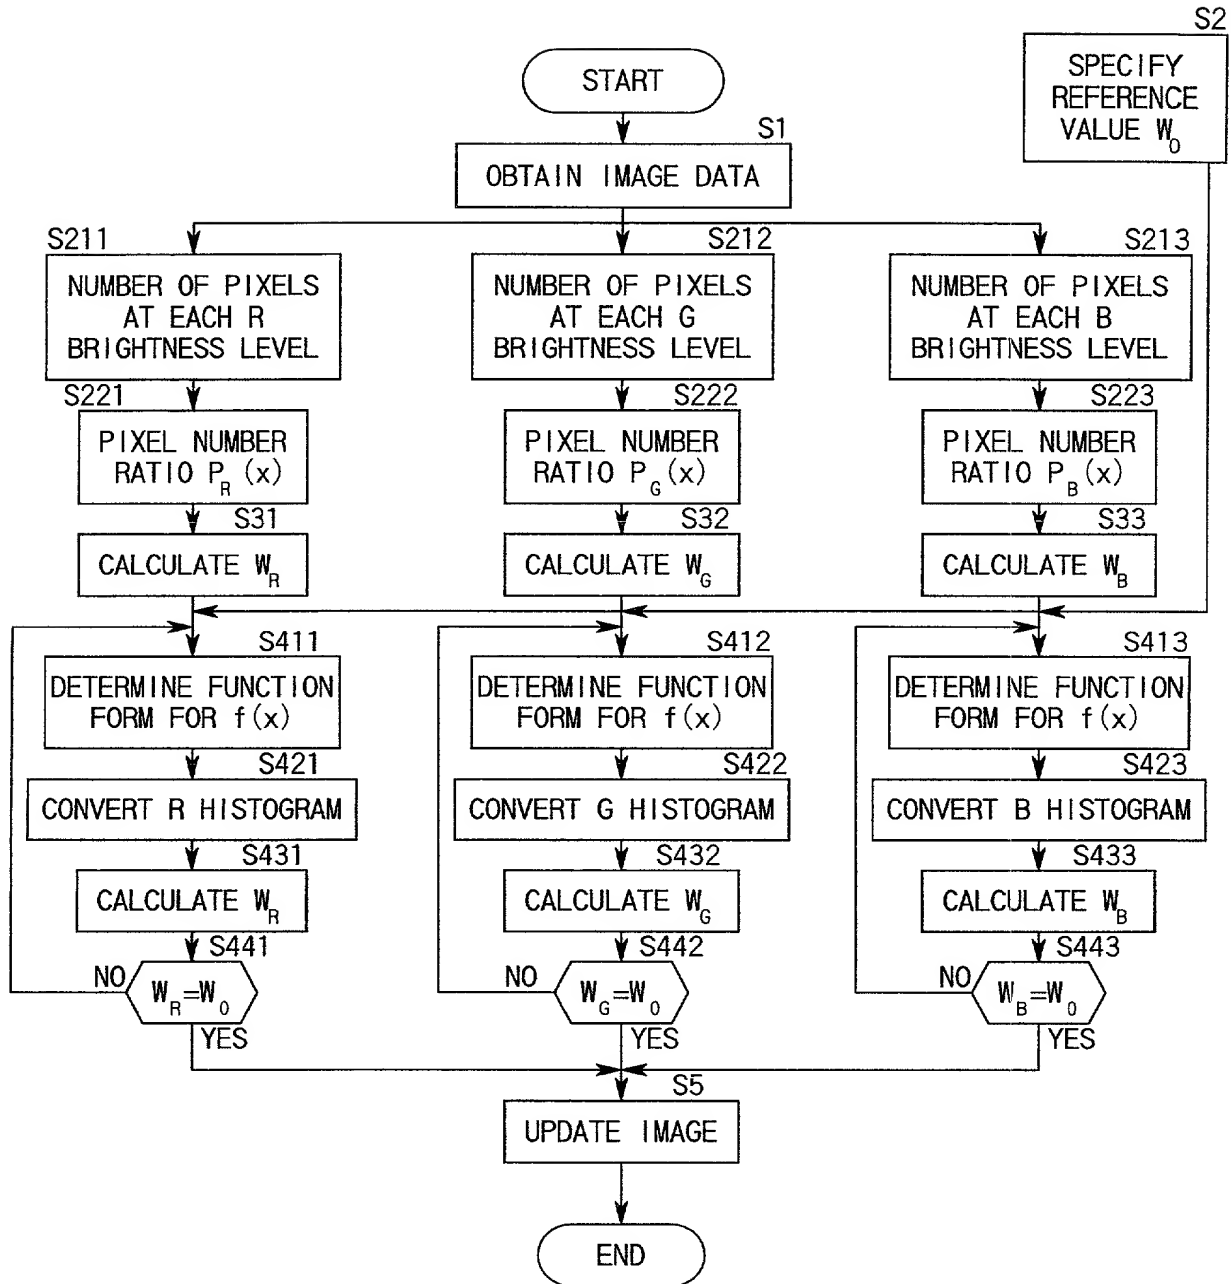 S2
SPECIFY
REFERENCE
VALUE W0
START
S1
OBTAIN IMAGE DATA
S211
NUMBER OF PIXELS
AT EACH R
BRIGHTNESS LEVEL
S212
NUMBER OF PIXELS
AT EACH G
BRIGHTNESS LEVEL
S213
NUMBER OF PIXELS
AT EACH B
BRIGHTNESS LEVEL
S221
PIXEL NUMBER
RATIO PR(x)
S222
PIXEL NUMBER
RATIO PG(x)
S223
PIXEL NUMBER
RATIO PB(x)
S31
CALCULATE WR
S32
CALCULATE WG
S33
CALCULATE WB
S411
DETERMINE FUNCTION
FORM FOR f(x)
S412
DETERMINE FUNCTION
FORM FOR f(x)
S413
DETERMINE FUNCTION
FORM FOR f(x)
S421
CONVERT R HISTOGRAM
S422
CONVERT G HISTOGRAM
S423
CONVERT B HISTOGRAM
S431
CALCULATE WR
S432
CALCULATE WG
S433
CALCULATE WB
S441
NO
WR=W0
YES
S442
NO
WG=W0
YES
S443
NO
WB=W0
YES
S5
UPDATE IMAGE
END